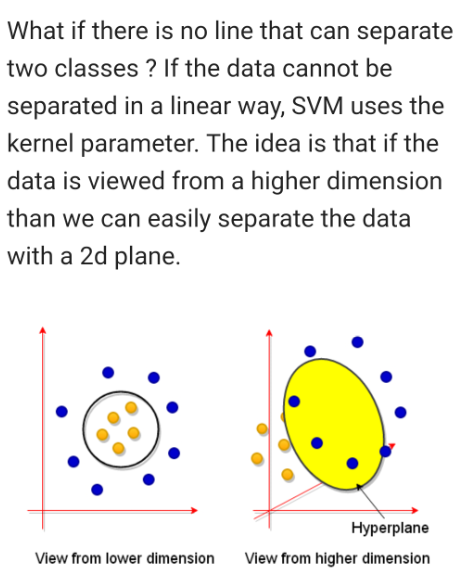 What if there is no line that can separate
two classes ? If the data cannot be
separated in a linear way, SVM uses the
kernel parameter. The idea is that if the
data is viewed from a higher dimension
than we can easily separate the data
with a 2d plane.
Hyperplane
View from lower dimension
View from higher dimension